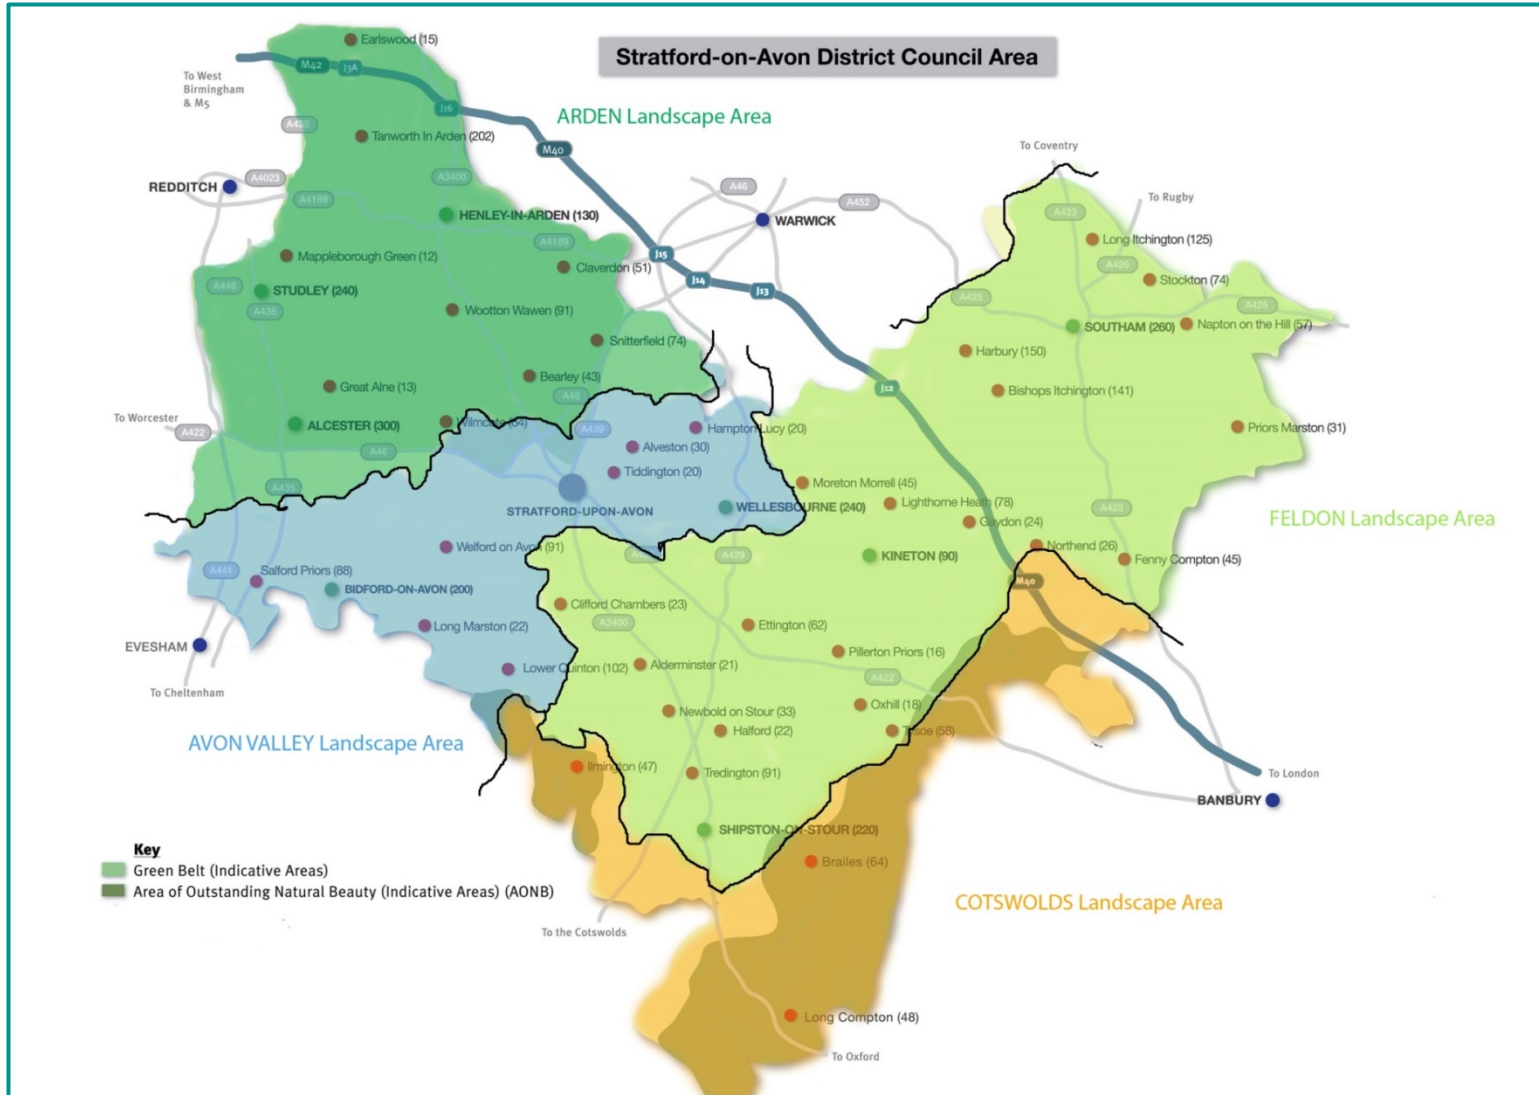 Stratford-on-Avon District Council Area
Earlswood (15)
M42
J3A
To West
Birmingham
& M5
J16
ARDEN Landscape Area
Tanworth In Arden (202)
M40
To Coventry
A4023
REDDITCH
A3400
A46
A452
To Rugby
A4189
HENLEY-IN-ARDEN (130)
WARWICK
A423
A4189
Long Itchington (125)
Mappleborough Green (12)
J15
Claverdon (51)
A426
J14
Stockton (74)
A448
STUDLEY (240)
J13
A425
A425
A435
Wootton Wawen (91)
SOUTHAM (260)
Napton on the Hill (57)
Snitterfield (74)
Harbury (150)
Great Alne (13)
Bearley (43)
J12
Bishops Itchington (141)
A46
To Worcester
A422
ALCESTER (300)
Wilmcote (64)
A439
Hampton Lucy (20)
Priors Marston (31)
A46
Alveston (30)
Tiddington (20)
Moreton Morrell (45)
A435
STRATFORD-UPON-AVON
WELLESBOURNE (240)
Lighthorne Heath (78)
A423
Gaydon (24)
FELDON Landscape Area
Welford on Avon (91)
A429
KINETON (90)
Northend (26)
Fenny Compton (45)
A441
Salford Priors (88)
M40
BIDFORD-ON-AVON (200)
Clifford Chambers (23)
Long Marston (22)
A3400
Ettington (62)
EVESHAM
Pillerton Priors (16)
Lower Quinton (102)
Alderminster (21)
A422
To Cheltenham
Newbold on Stour (33)
Oxhill (18)
AVON VALLEY Landscape Area
Halford (22)
Tysoe (58)
Ilmington (47)
Tredington (91)
To London
BANBURY
SHIPSTON-ON-STOUR (220)
Key
Green Belt (Indicative Areas)
Area of Outstanding Natural Beauty (Indicative Areas) (AONB)
Brailes (64)
COTSWOLDS Landscape Area
To the Cotswolds
Long Compton (48)
To Oxford